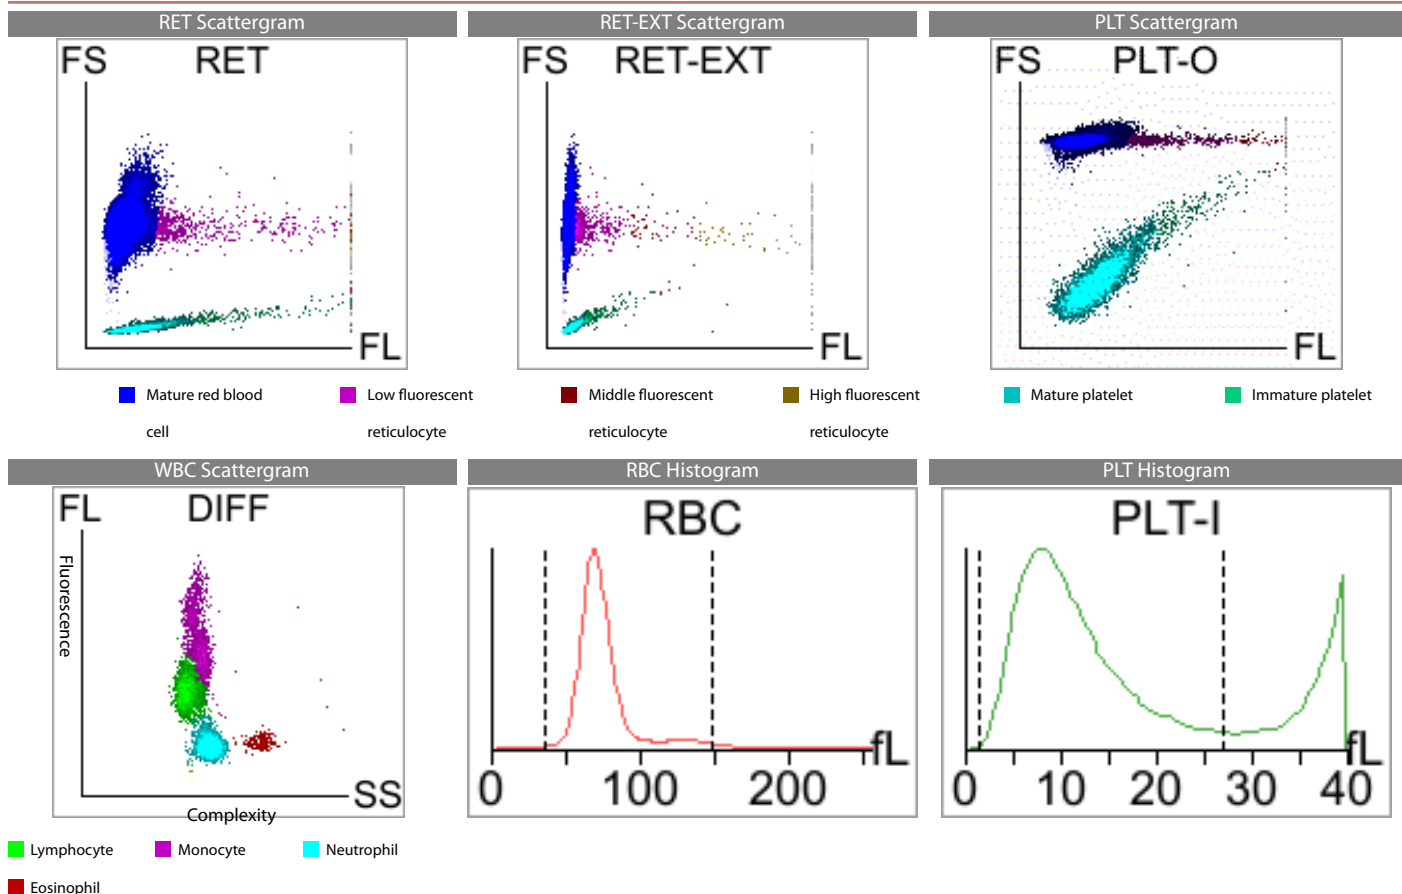 RET Scattergram
RET-EXT Scattergram
PLT Scattergram
FS RET
FL
FS RET-EXT
FL
FS PLT-O
FL
Mature red blood
cell
Low fluorescent
reticulocyte
Middle fluorescent
reticulocyte
High fluorescent
reticulocyte
Mature platelet
Immature platelet
WBC Scattergram
RBC Histogram
PLT Histogram
FL DIFF
Fluorescence
SS
Complexity
RBC
fL
0 100 200
PLT-I
fL
0 10 20 30 40
Lymphocyte
Monocyte
Neutrophil
Eosinophil